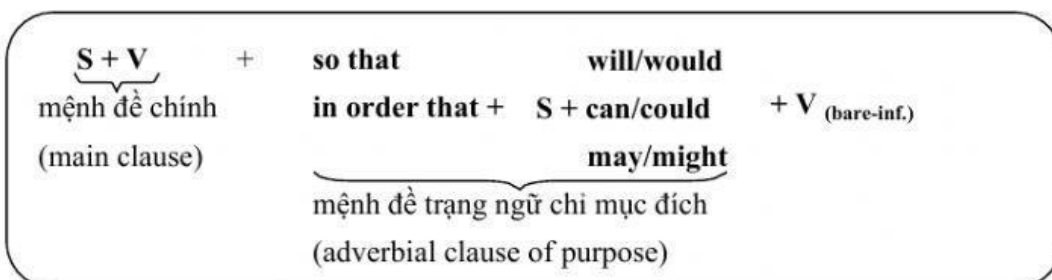 S + V + so that will/would
mệnh đề chính in order that + S + can/could + V (bare-inf.)
(main clause) may/might
mệnh đề trạng ngữ chỉ mục đích
(adverbial clause of purpose)